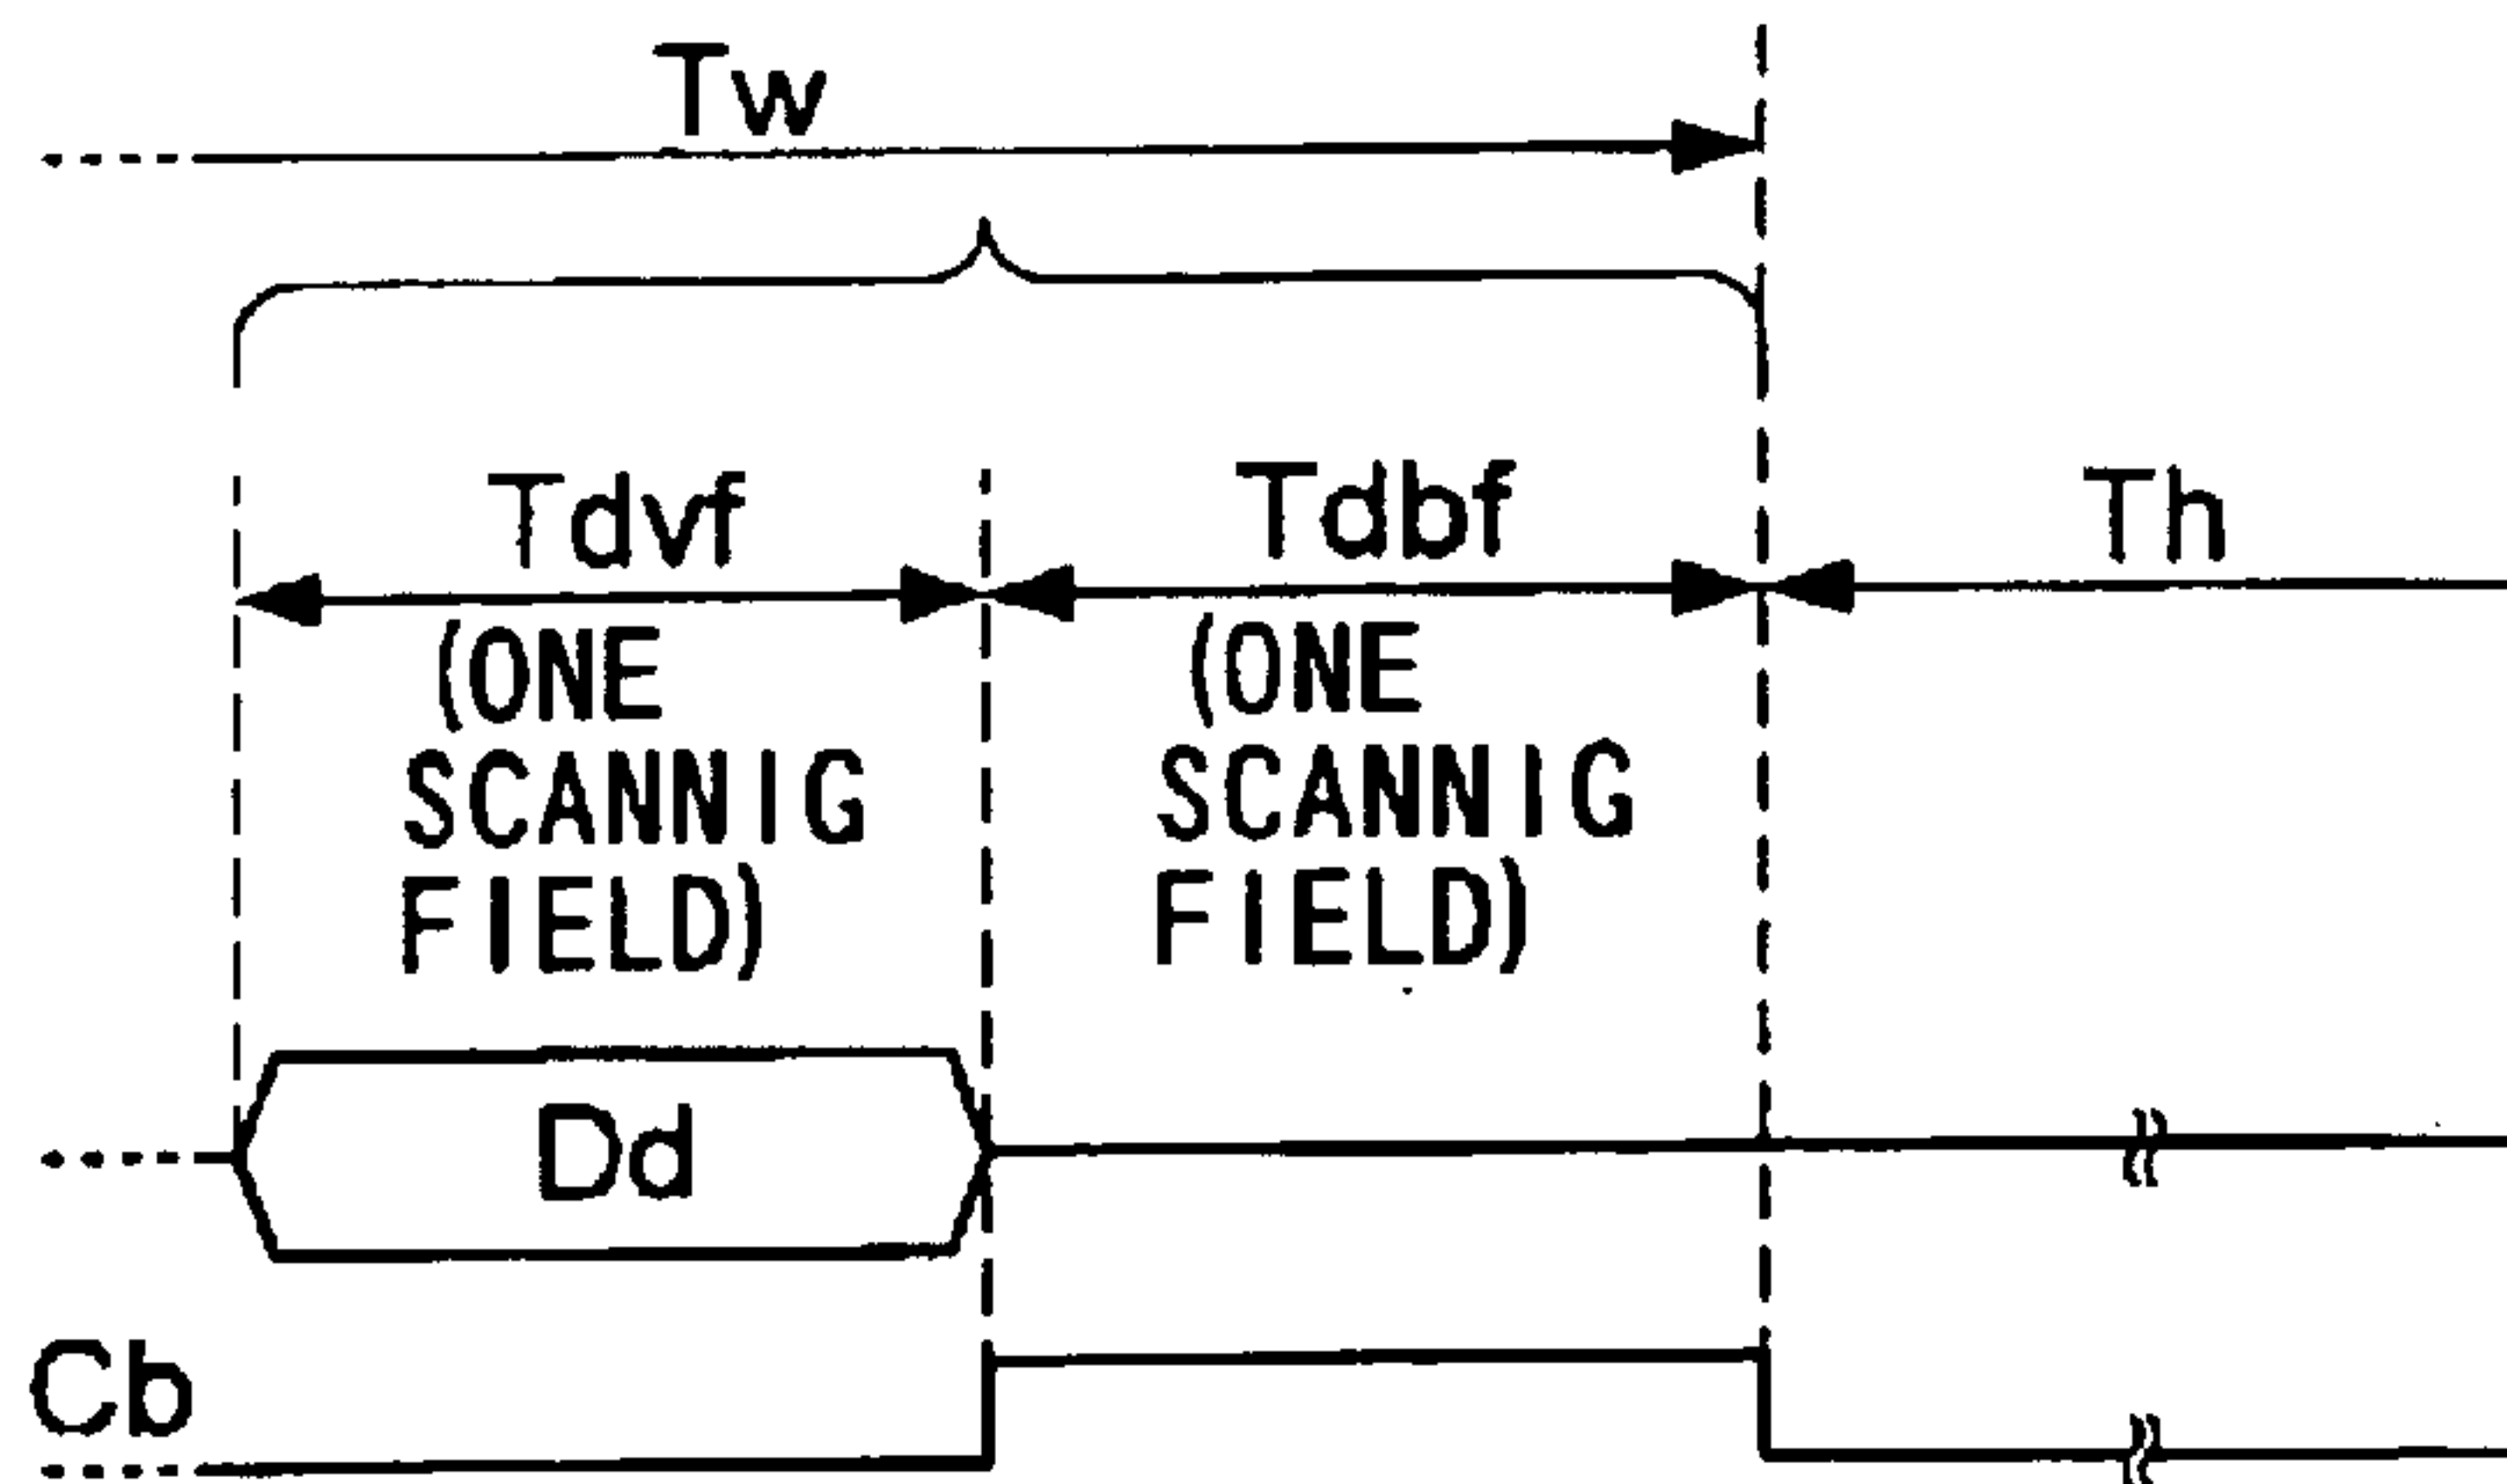 Tw
Tdvf
(ONE
SCANNIG
FIELD)
Tdbf
(ONE
SCANNIG
FIELD)
Th
Dd
Cb